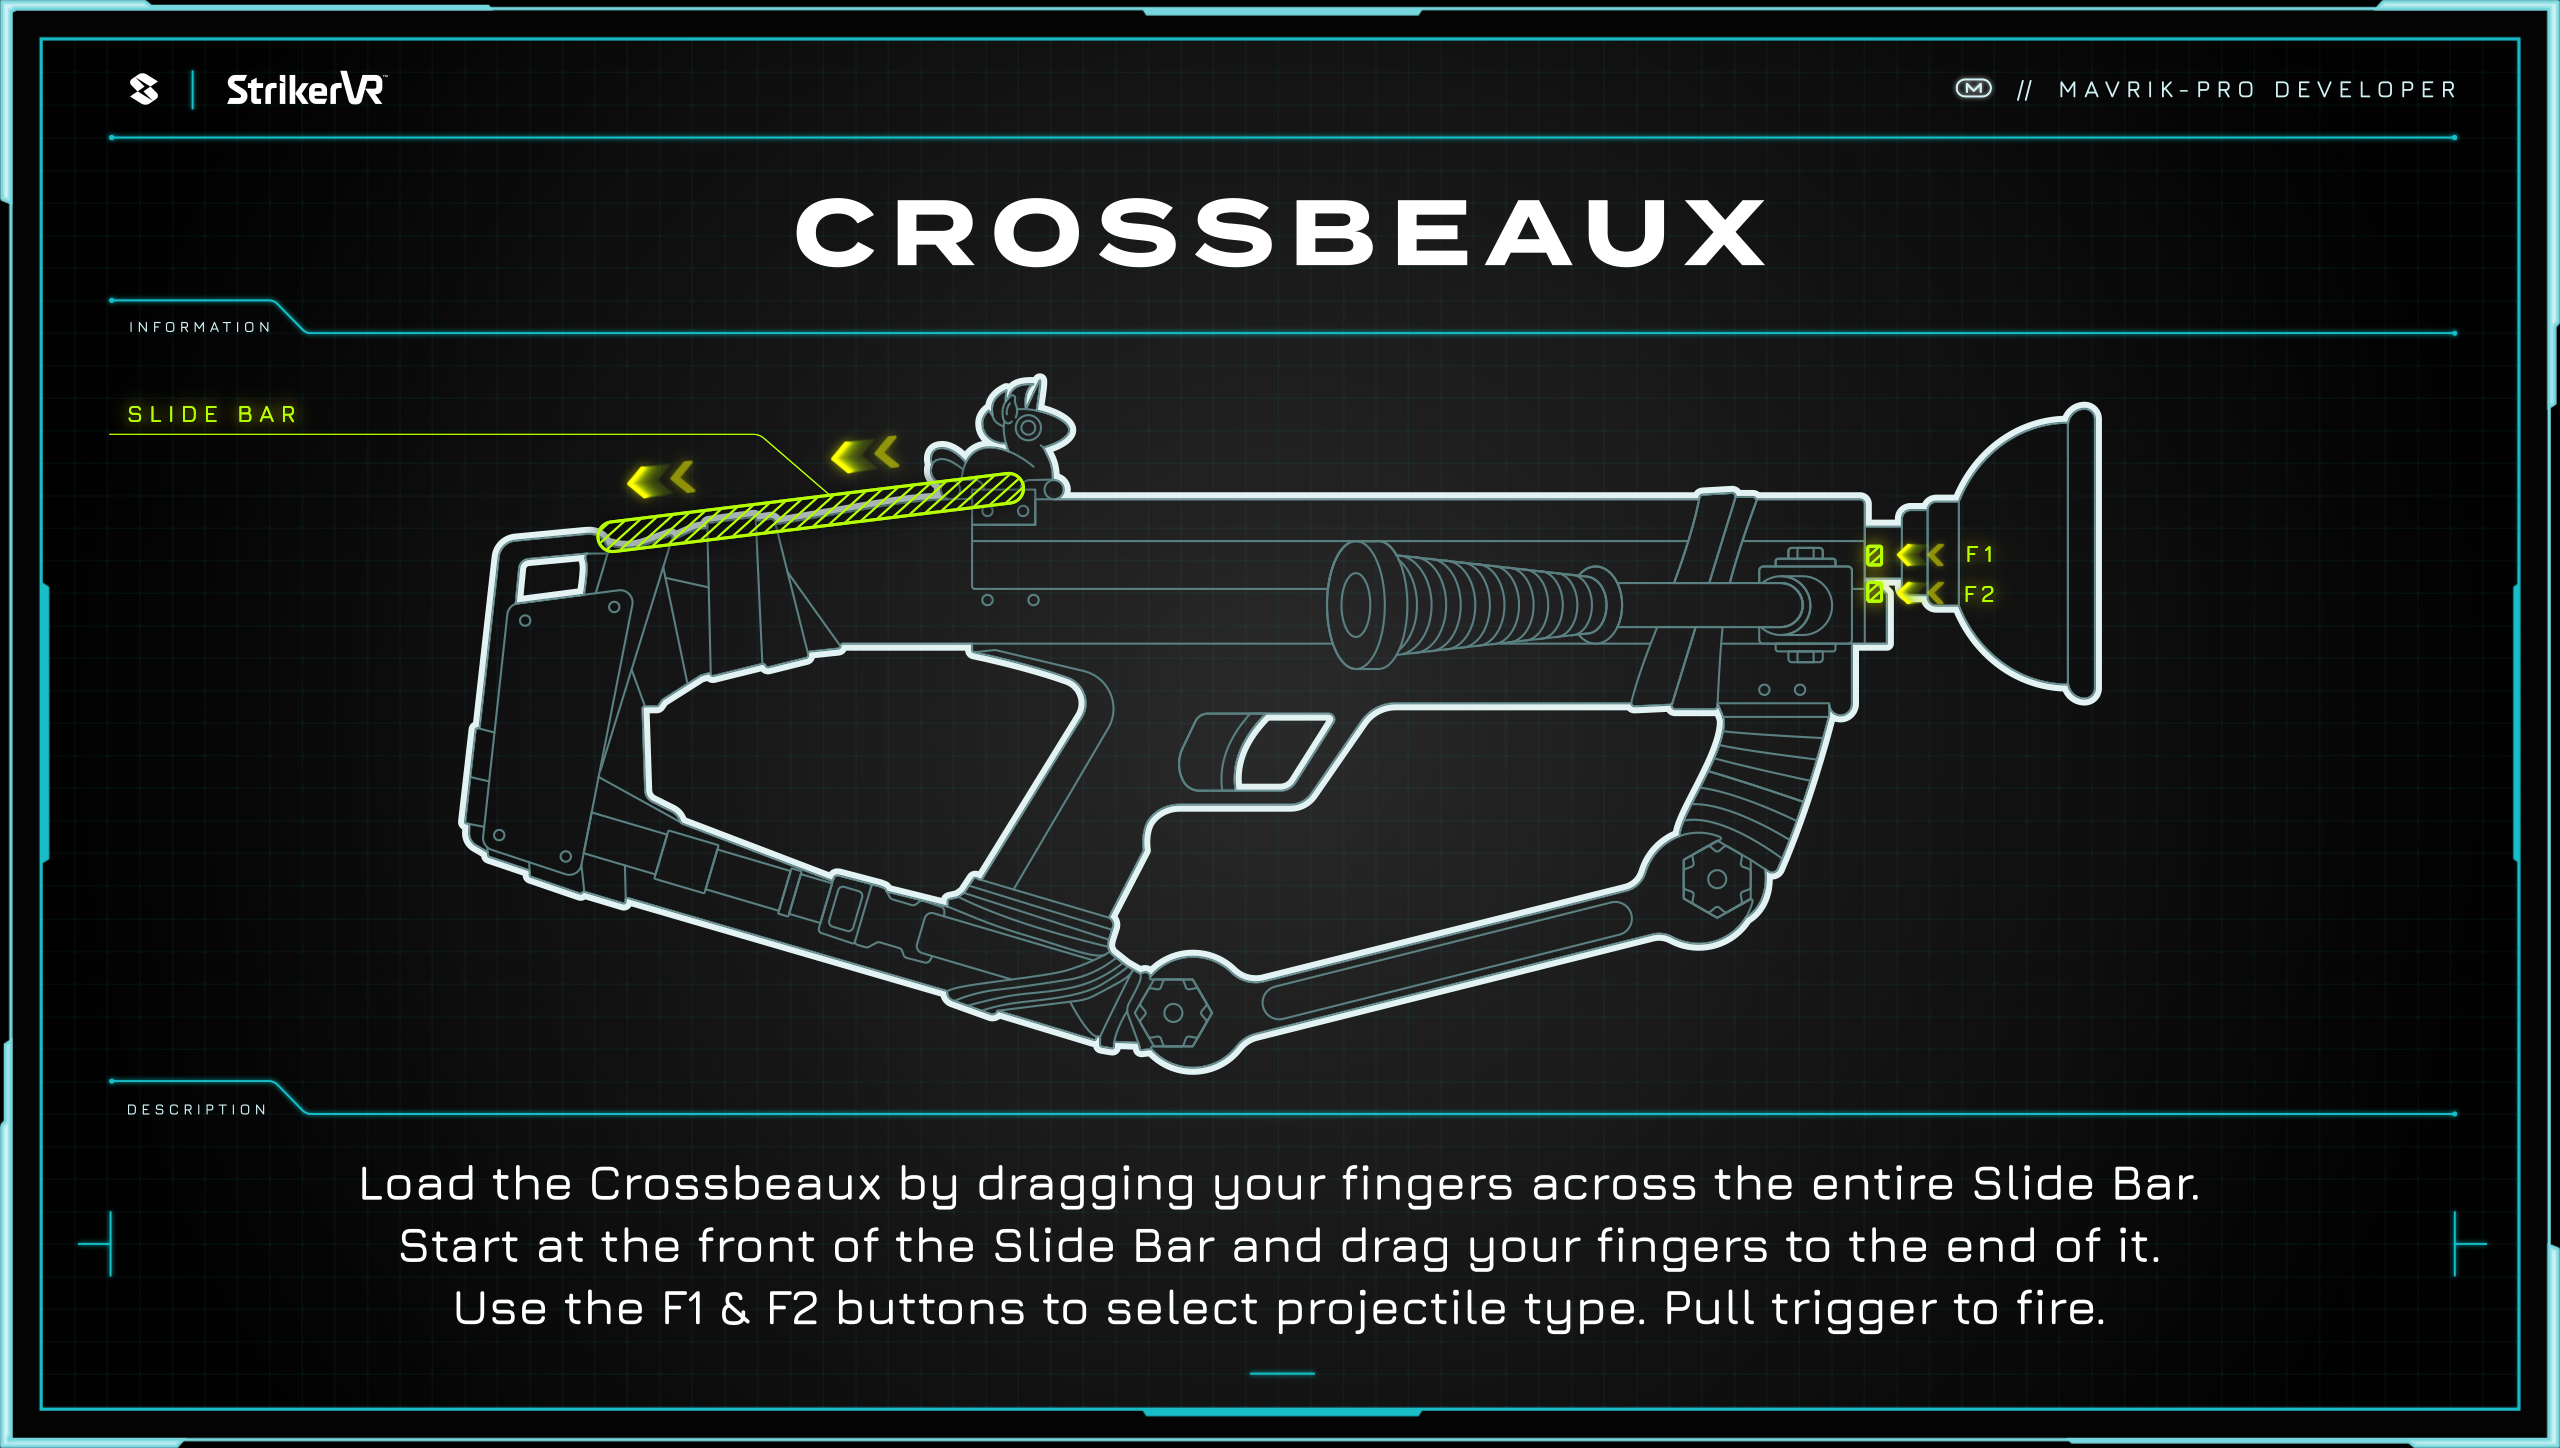 StrikerVR™
M // MAVRIK-PRO DEVELOPER
CROSSBEAUX
INFORMATION
SLIDE BAR
F1
F2
DESCRIPTION
Load the Crossbeaux by dragging your fingers across the entire Slide Bar.
Start at the front of the Slide Bar and drag your fingers to the end of it.
Use the F1 & F2 buttons to select projectile type. Pull trigger to fire.